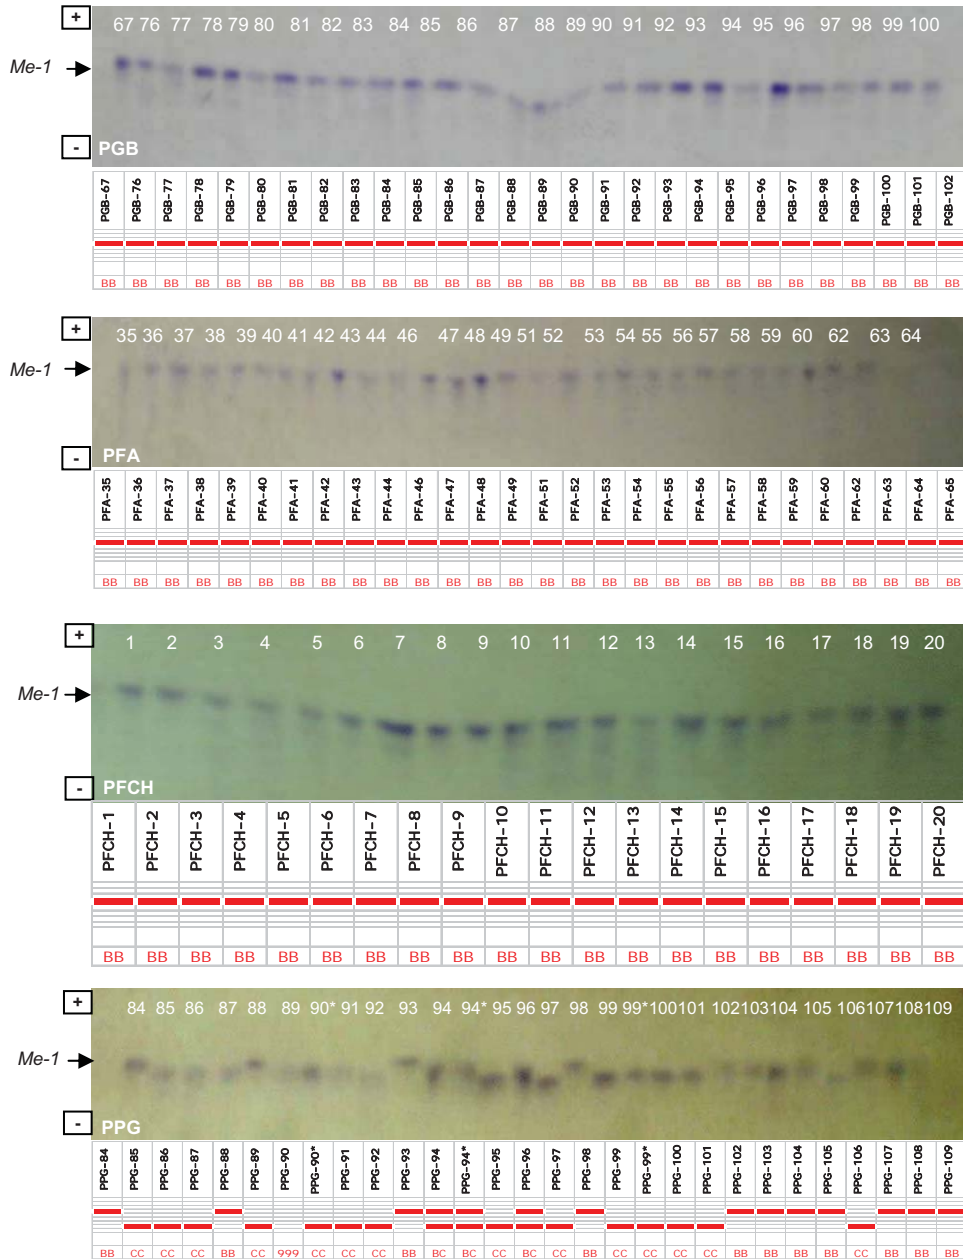 +
67 76 77 78 79 80 81 83 84 85 86 87 88 89 90 91 92 93 94 95 96 97 98 99 100
Me-1
-
PGB
PGB-67 PGB-76 PGB-77 PGB-78 PGB-79 PGB-80 PGB-81 PGB-82 PGB-83 PGB-84 PGB-85 PGB-86 PGB-87 PGB-88 PGB-89 PGB-90 PGB-91 PGB-92 PGB-93 PGB-94 PGB-95 PGB-96 PGB-97 PGB-98 PGB-99 PGB-100 PGB-101 PGB-102
BB BB BB BB BB BB BB BB BB BB BB BB BB BB BB BB BB BB BB BB BB BB BB BB BB BB BB BB
+
35 36 37 38 39 40 41 42 43 44 46 47 48 49 51 52 53 54 55 56 57 58 59 60 62 63 64
Me-1
-
PFA
PFA-35 PFA-36 PFA-37 PFA-38 PFA-39 PFA-40 PFA-41 PFA-42 PFA-43 PFA-44 PFA-46 PFA-47 PFA-48 PFA-49 PFA-51 PFA-52 PFA-53 PFA-54 PFA-55 PFA-56 PFA-57 PFA-58 PFA-59 PFA-60 PFA-62 PFA-63 PFA-64 PFA-65
BB BB BB BB BB BB BB BB BB BB BB BB BB BB BB BB BB BB BB BB BB BB BB BB BB BB BB BB
+
1 2 3 4 5 6 7 8 9 10 11 12 13 14 15 16 17 18 19 20
Me-1
-
PFCH
PFCH-1 PFCH-2 PFCH-3 PFCH-4 PFCH-5 PFCH-6 PFCH-7 PFCH-8 PFCH-9 PFCH-10 PFCH-11 PFCH-12 PFCH-13 PFCH-14 PFCH-15 PFCH-16 PFCH-17 PFCH-18 PFCH-19 PFCH-20
BB BB BB BB BB BB BB BB BB BB BB BB BB BB BB BB BB BB BB BB
+
84 85 86 87 88 89 90* 91 92 93 94 94* 95 96 97 98 99 99* 100 101 102 103 104 105 106 107 108 109
Me-1
-
PPG
PPG-84 PPG-85 PPG-86 PPG-87 PPG-88 PPG-89 PPG-90 PPG-90* PPG-91 PPG-92 PPG-93 PPG-94 PPG-94* PPG-95 PPG-96 PPG-97 PPG-98 PPG-99 PPG-99* PPG-100 PPG-101 PPG-102 PPG-103 PPG-104 PPG-105 PPG-106 PPG-107 PPG-108 PPG-109
BB CC CC CC BB CC 999 CC CC CC BB BC BC CC BC CC BB CC CC CC CC BB BB BB BB CC BB BB BB